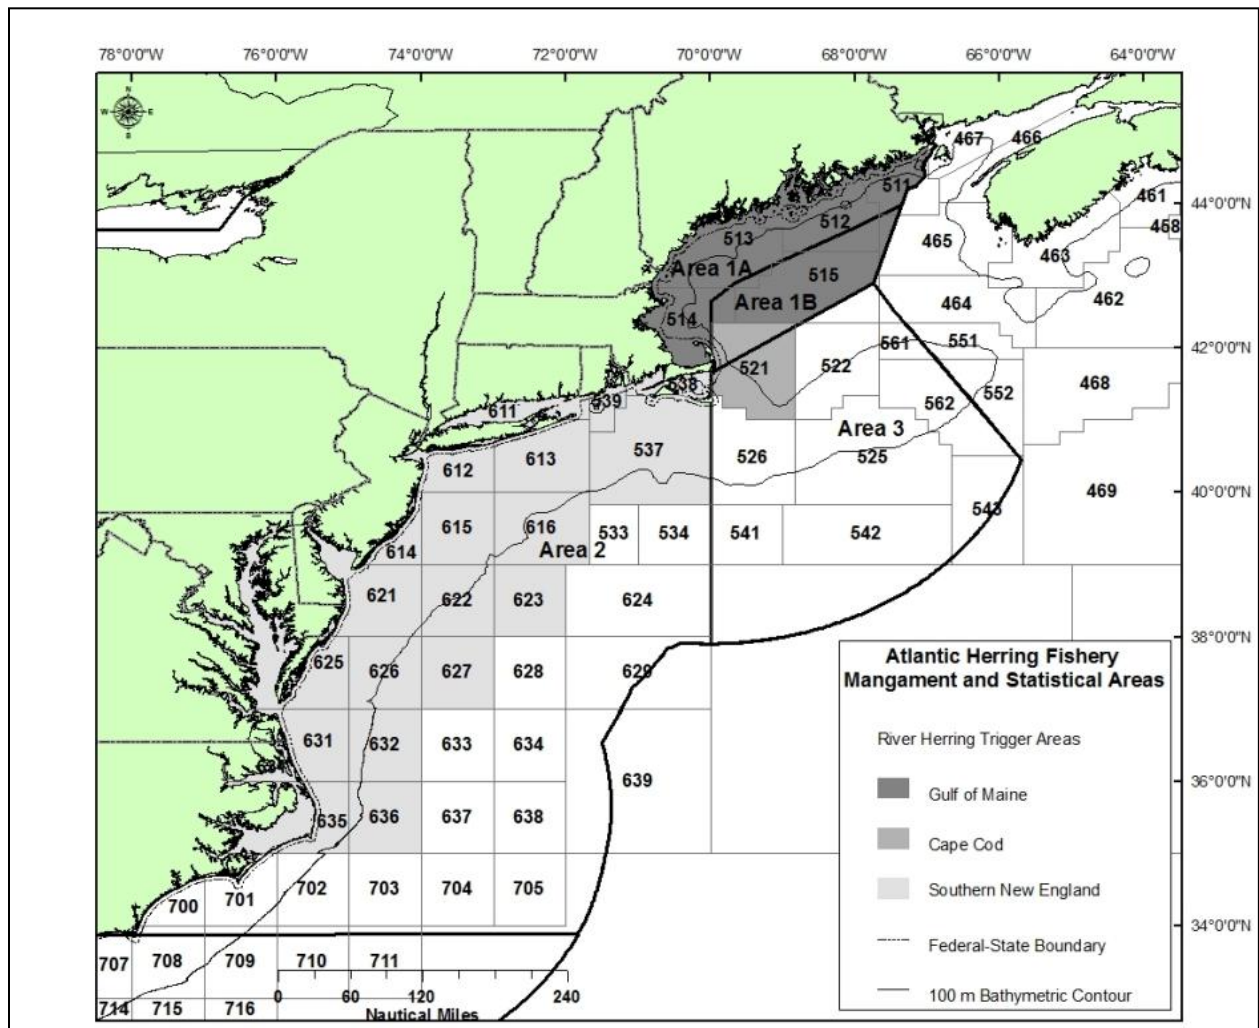 78°0'0"W 76°0'0"W 74°0'0"W 72°0'0"W 70°0'0"W 68°0'0"W 66°0'0"W 64°0'0"W
N
W E
S
467 466
511 461
44°0'0"N
512 458
513 465
463
Area 1A
515 462
Area 1B 464
514
42°0'0"N
561 551
521 522
538 552 468
539 562
611
Area 3
537 526 525
612 613
40°0'0"N
469
543
615 616 533 534 541 542
614 Area 2
621 622 623 624
38°0'0"N
625 626 627 628 629
631 632 633 634
639
36°0'0"N
635 636 637 638
700 701 702 703 704 705
34°0'0"N
707 708 709 710 711
714 715 716
0 60 120 240
Nautical Miles
Atlantic Herring Fishery
Mangament and Statistical Areas
River Herring Trigger Areas
Gulf of Maine
Cape Cod
Southern New England
Federal-State Boundary
100 m Bathymetric Contour